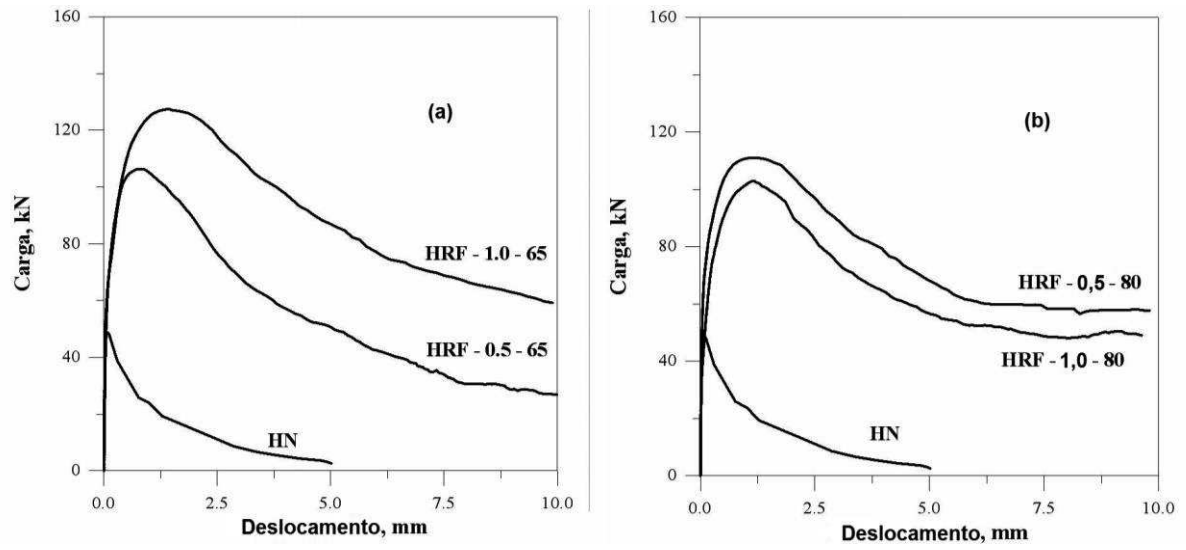 160
(a)
120
Carga, kN
80
HRF - 1.0 - 65
HRF - 0.5 - 65
40
HN
0
0.0 2.5 5.0 7.5 10.0
Deslocamento, mm
160
(b)
120
Carga, kN
80
HRF - 0,5 - 80
HRF - 1,0 - 80
40
HN
0
0.0 2.5 5.0 7.5 10.0
Deslocamento, mm